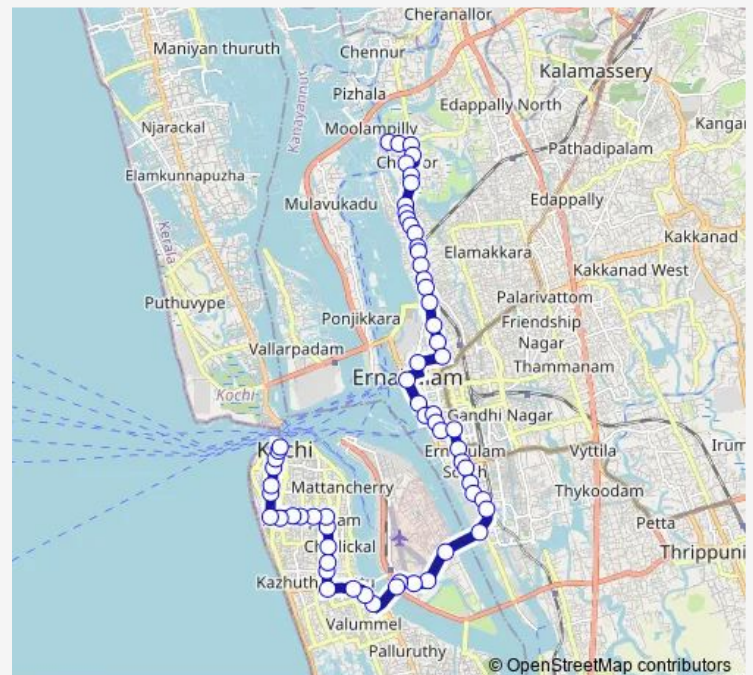 Cheranallor
Maniyan thuruth
Chennur
Kalamassery
Pizhala
Edappally North
Njarackal
Kanayannur
Moolampilly
Pathadipalam
Elamkunnapuzha
Edappally
Mulavukadu
Kerala
Elamakkara
Kakkanad
Kakkanad West
Puthuvype
Palarivattom
Ponjikkara
Friendship
Nagar
Vallarpadam
Thammanam
Kochi
Gandhi Nagar
Kochi
Vyttila
Mattancherry
Thykoodam
Petta
Thrippuni
Valummel
Palluruthy
© OpenStreetMap contributors